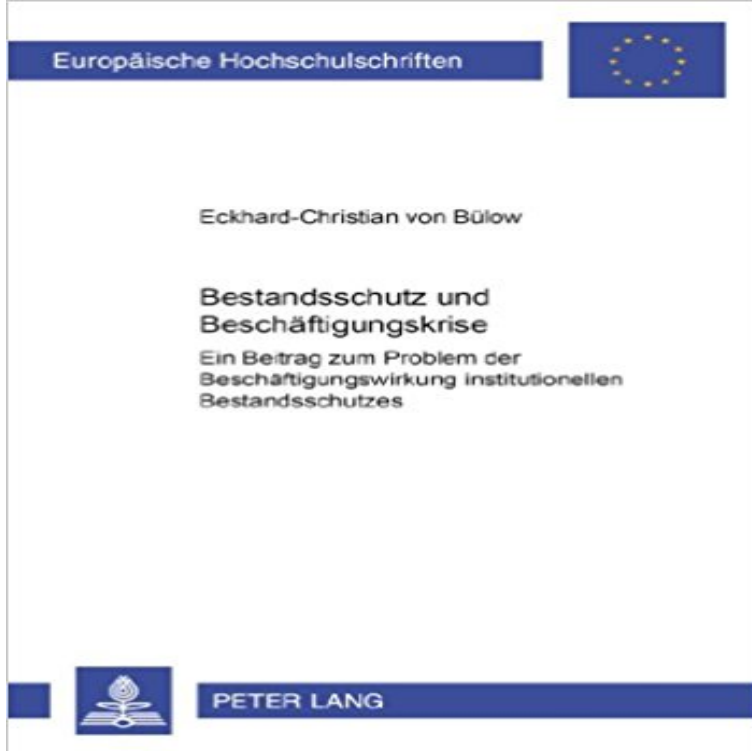 Europäische Hochschulschriften
Eckhard-Christian von Bülow
Bestandsschutz und
Beschäftigungskrise
Ein Beitrag zum Problem der
Beschäftigungswirkung institutionellen
Bestandsschutzes
PETER LANG